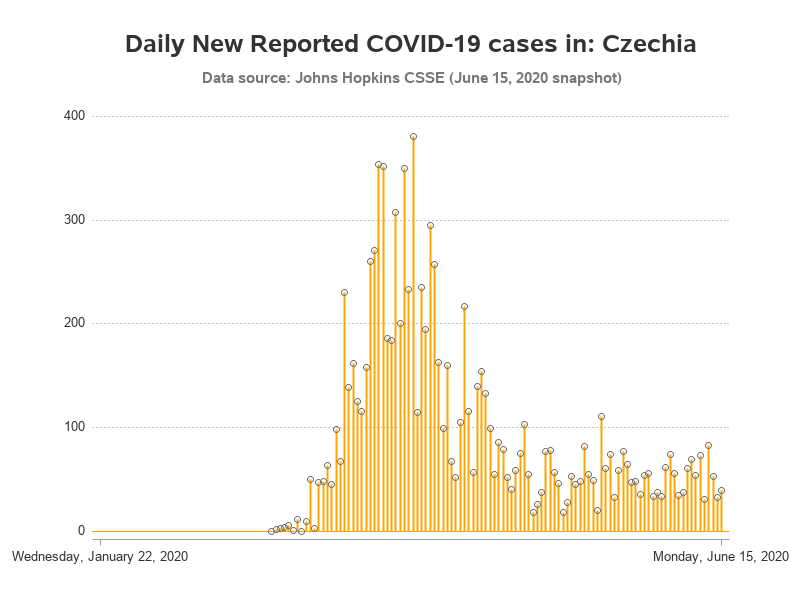 Daily New Reported COVID-19 cases in: Czechia
Data source: Johns Hopkins CSSE (June 15, 2020 snapshot)
400
300
200
100
0
Wednesday, January 22, 2020
Monday, June 15, 2020